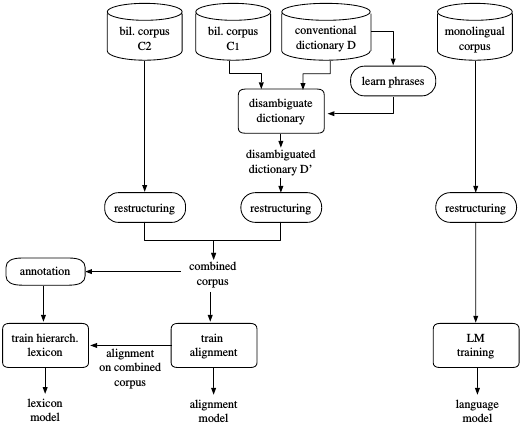 bil. corpus
C2
bil. corpus
C1
conventional
dictionary D
monolingual
corpus
learn phrases
disambiguate
dictionary
disambiguated
dictionary D’
restructuring
restructuring
restructuring
combined
corpus
annotation
train hierarch.
lexicon
alignment
on combined
corpus
train
alignment
LM
training
lexicon
model
alignment
model
language
model